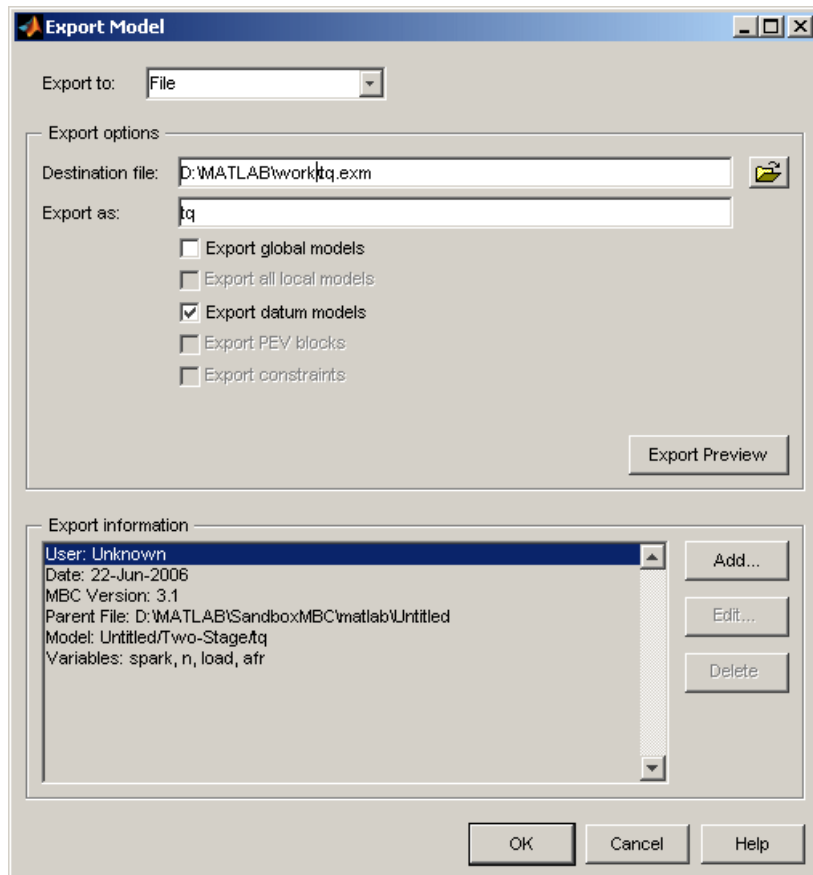 Export Model
Export to: File
Export options
Destination file: D:\MATLAB\work\tq.exm
Export as: tq
Export global models
Export all local models
Export datum models
Export PEV blocks
Export constraints
Export Preview
Export information
User: Unknown
Add...
Date: 22-Jun-2006
MBC Version: 3.1
Parent File: D:\MATLAB\SandboxMBC\matlab\Untitled
Edit...
Model: Untitled/Two-Stage/tq
Variables: spark, n, load, afr
Delete
OK Cancel Help